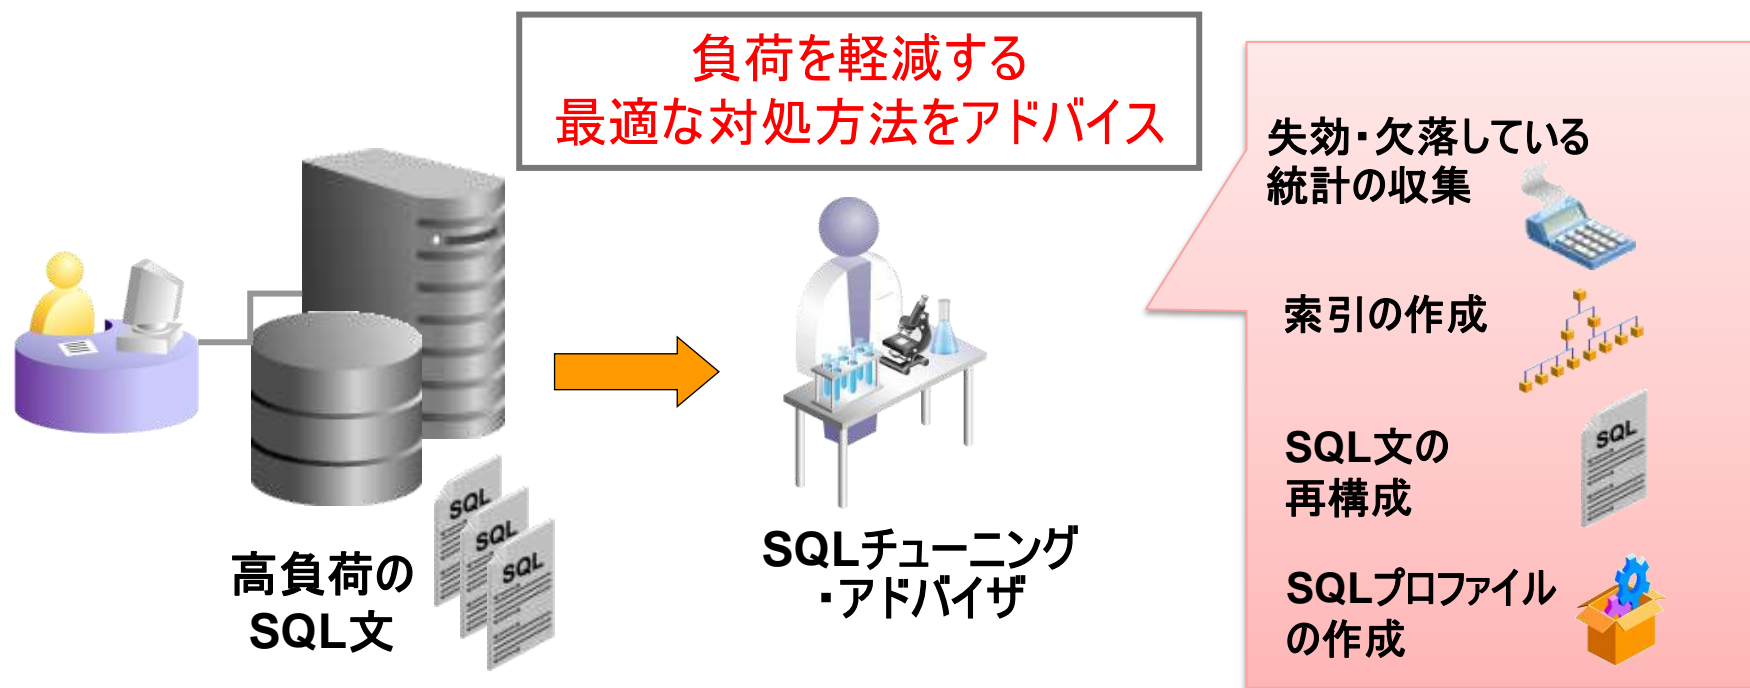 負荷を軽減する
最適な対処方法をアドバイス
失効・欠落している
統計の収集
索引の作成
SQL文の
再構成
SQLプロファイル
の作成
SQL
SQL
SQL
SQL
高負荷の
SQL文
SQLチューニング
・アドバイザ